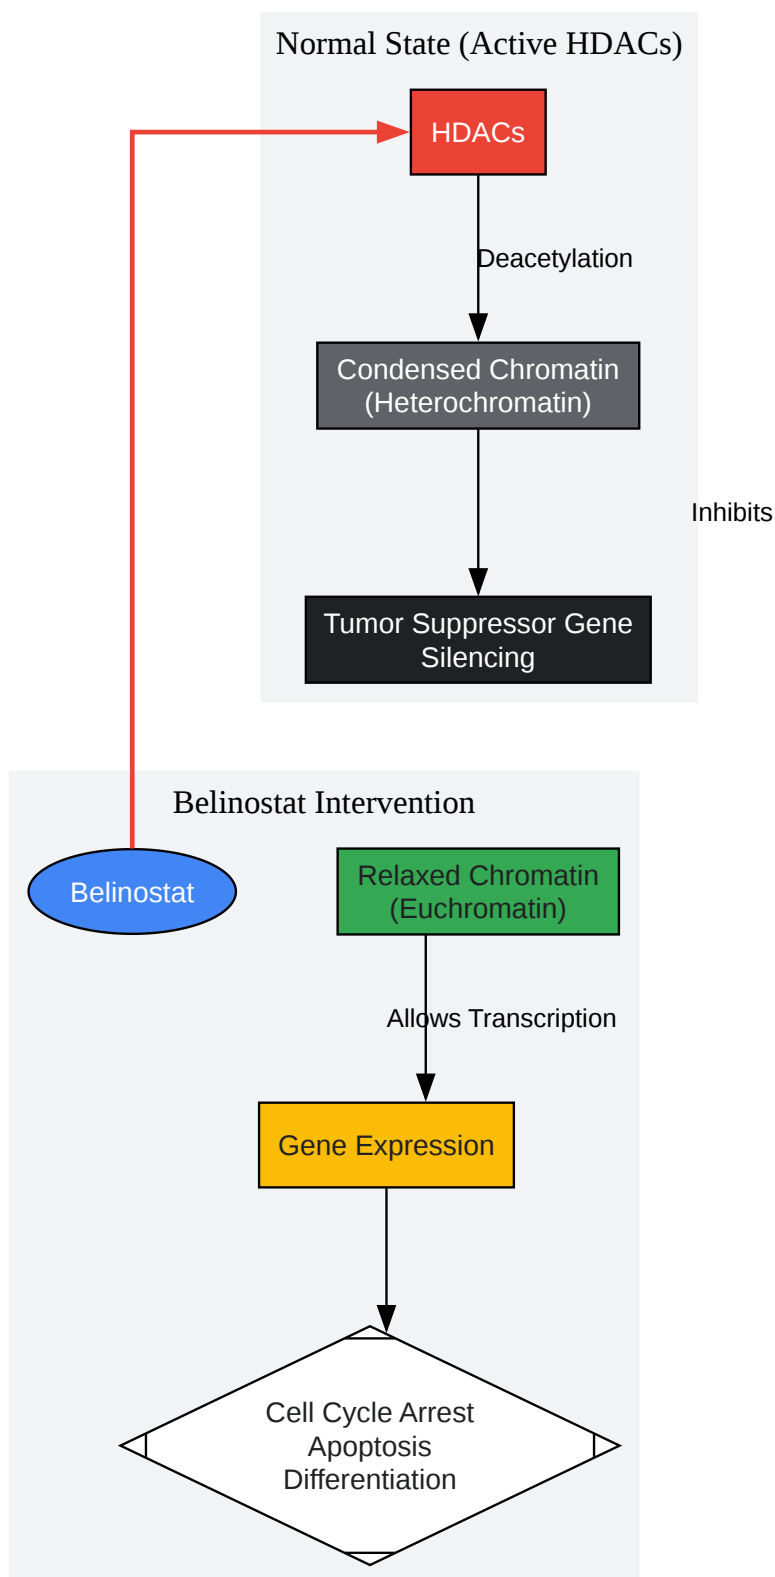 Normal State (Active HDACs)
HDACs
Deacetylation
Condensed Chromatin
(Heterochromatin)
Inhibits
Tumor Suppressor Gene
Silencing
Belinostat Intervention
Belinostat
Relaxed Chromatin
(Euchromatin)
Allows Transcription
Gene Expression
Cell Cycle Arrest
Apoptosis
Differentiation